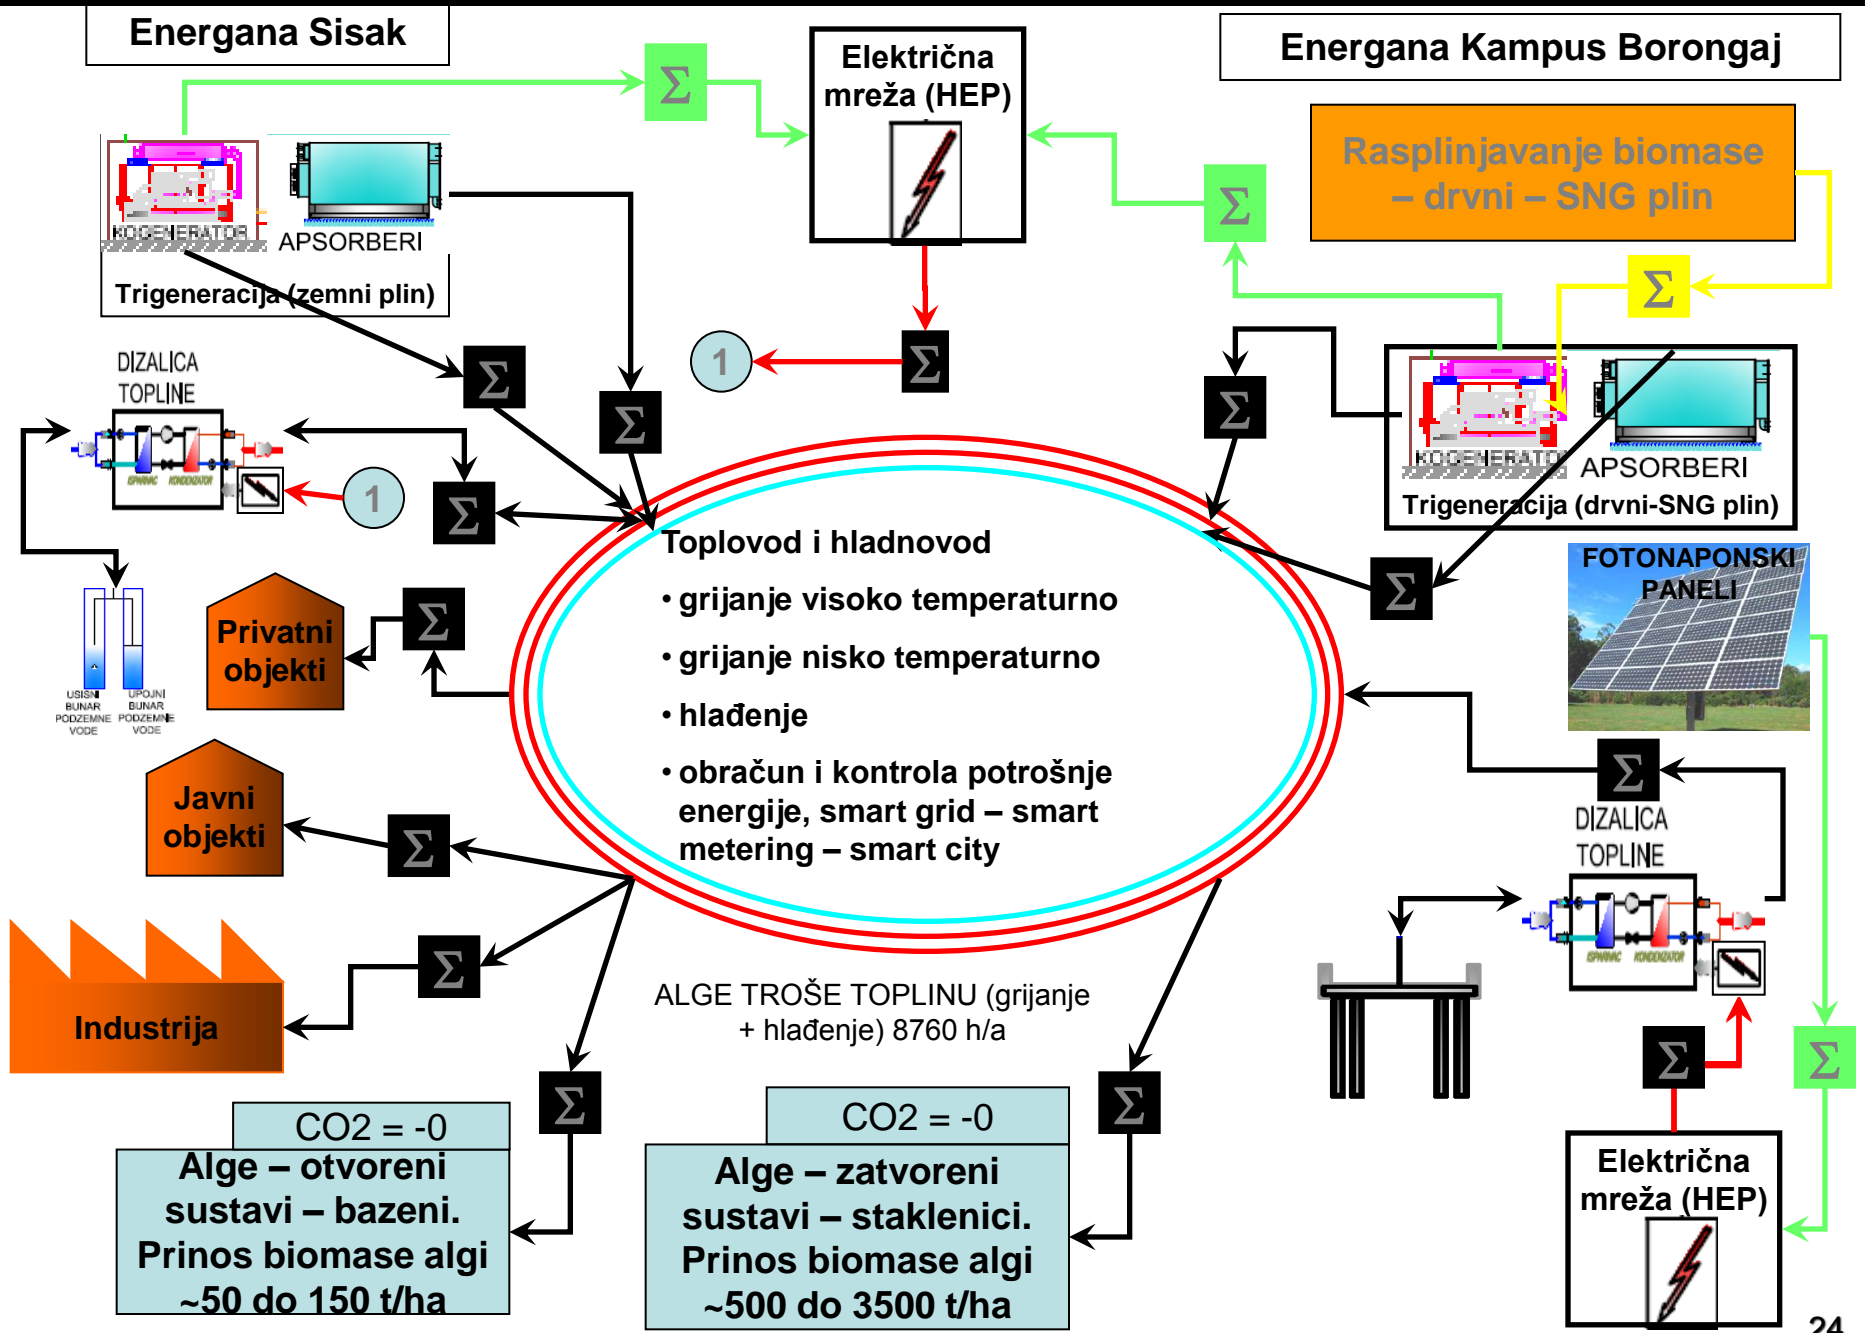 Energana Sisak
Električna
mreža (HEP)
Energana Kampus Borongaj
Σ
Σ
Rasplinjavanje biomase
– drvni – SNG plin
KOGENERATOR
APSORBERI
Trigeneracija (zemni plin)
Σ
Σ
1
Σ
Σ
Σ
Σ
DIZALICA
TOPLINE
ISPARIVAC KONDENZATOR
1
Σ
KOGENERATO
APSORBERI
Trigeneracija (drvni-SNG plin)
Σ
Toplovod i hladnovod
• grijanje visoko temperaturno
• grijanje nisko temperaturno
• hlađenje
• obračun i kontrola potrošnje
energije, smart grid – smart
metering – smart city
FOTONAPONSKI
PANELI
Privatni
objekti
Σ
USISNI
BUNAR
PODZEMNE
VODE
UPOJNI
BUNAR
PODZEMNE
VODE
Javni
objekti
Σ
Σ
DIZALICA
TOPLINE
ISPARIVAC KONDENZATOR
Industrija
Σ
ALGE TROŠE TOPLINU (grijanje
+ hlađenje) 8760 h/a
Σ
Σ
Σ
Σ
CO2 = -0
Alge – otvoreni
sustavi – bazeni.
Prinos biomase algi
~50 do 150 t/ha
CO2 = -0
Alge – zatvoreni
sustavi – staklenici.
Prinos biomase algi
~500 do 3500 t/ha
Električna
mreža (HEP)
24